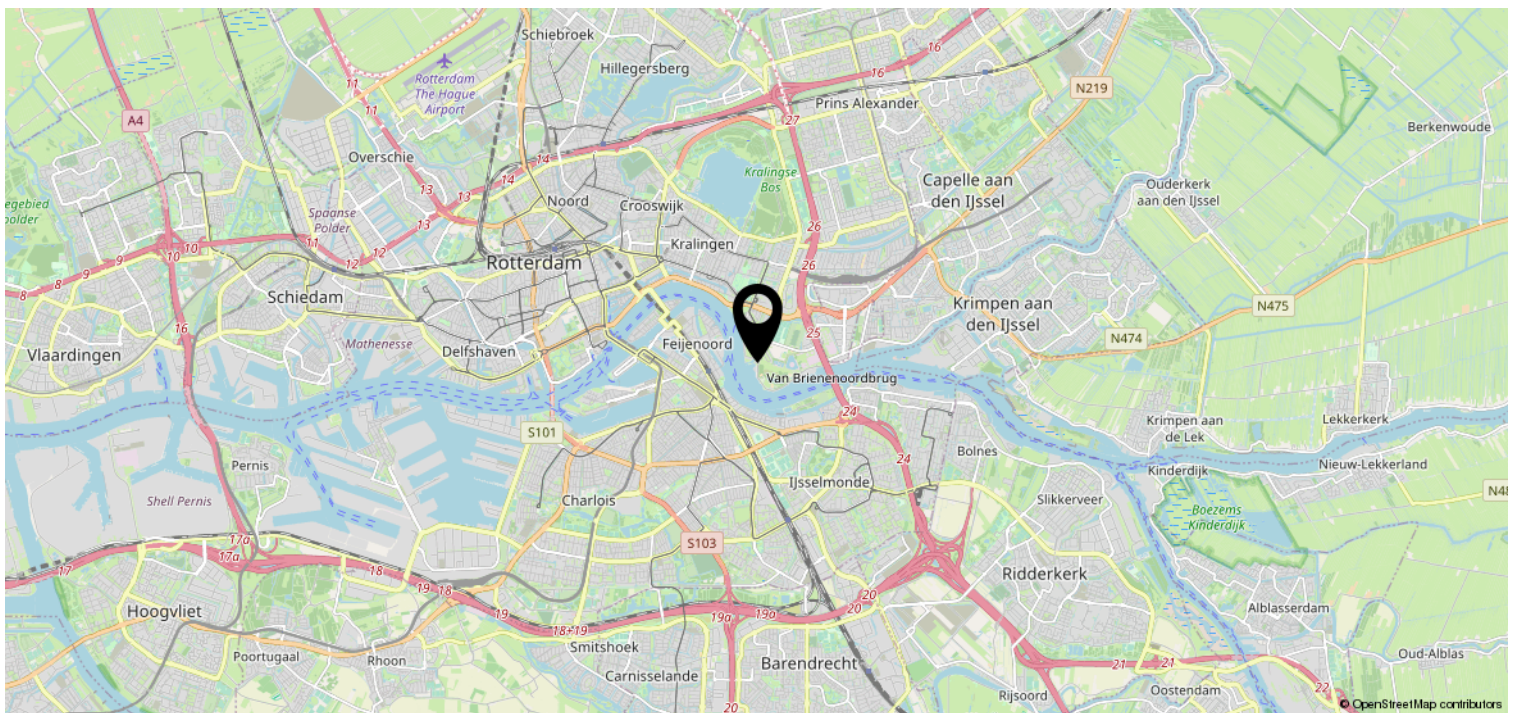 Schiebroek
16
Hillegersberg
11
Rotterdam
The Hague
Airport
11
16
N219
Prins Alexander
A4
27
Berkenwoude
Overschie
14
Kralingse
Bos
14
13
13
Capelle aan
den IJssel
Ouderkerk
aan den IJssel
Noord
Crooswijk
Spaanse
Polder
13
egebied
polder
26
11
12
12
10
10
Kralingen
9
9
26
Rotterdam
8
8
Schiedam
Krimpen aan
den IJssel
N475
16
25
N474
Mathenesse
Feijenoord
Delfshaven
Vlaardingen
Van Brienenoordbrug
24
Krimpen aan
de Lek
Lekkerkerk
S101
24
Bolnes
Pernis
Kinderdijk
Nieuw-Lekkerland
IJsselmonde
N48
Shell Pernis
Charlois
Slikkerveer
Boezems
Kinderdijk
17a
17a
S103
17
18
Ridderkerk
19
18
20
19
19a
19a
20
Hoogvliet
Alblasserdam
18+19
Smitshoek
Poortugaal
Rhoon
Barendrecht
21
21
Oud-Alblas
Carnisselande
22
Rijsoord
Oostendam
20
© OpenStreetMap contributors